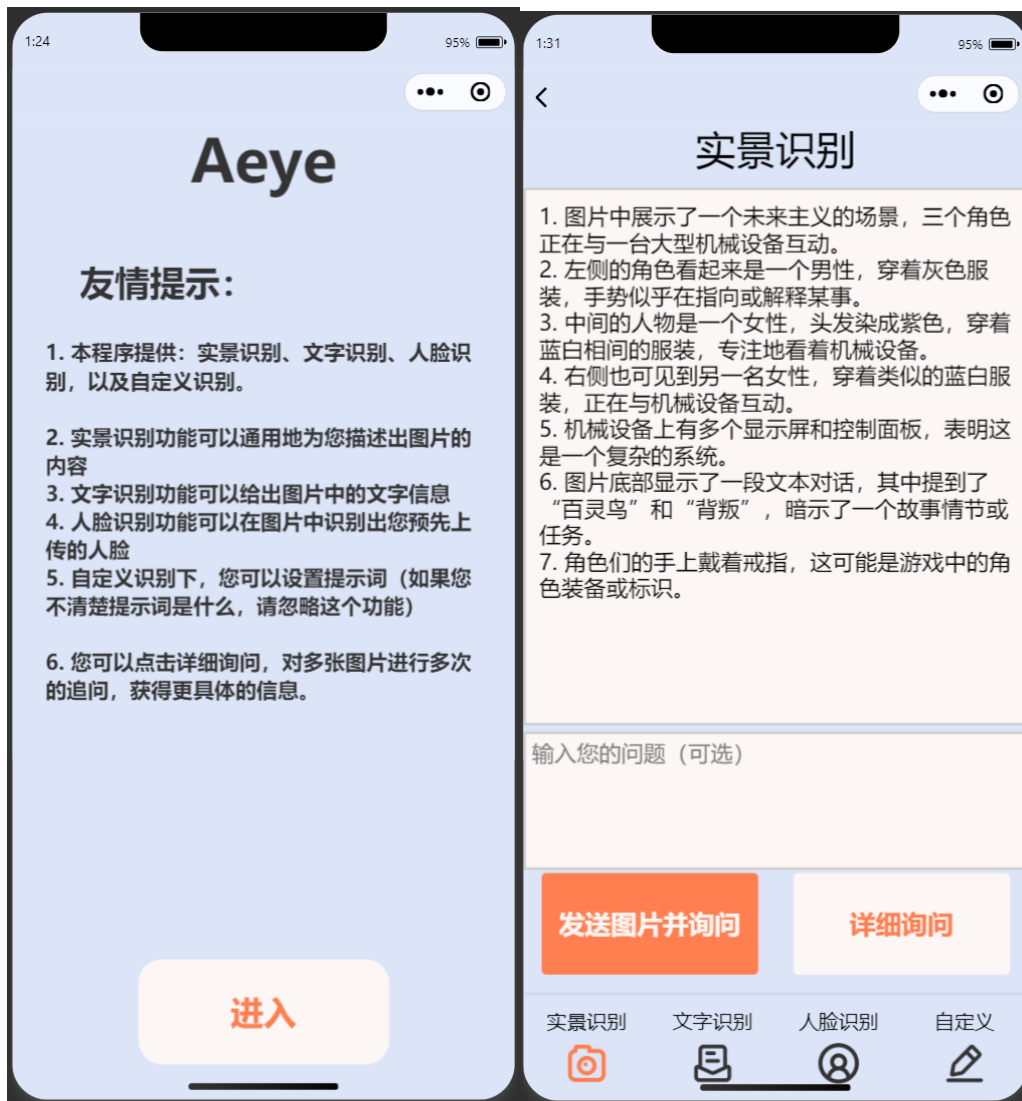 1:24
95%
Aeye
友情提示：
1. 本程序提供：实景识别、文字识别、人脸识
别，以及自定义识别。
2. 实景识别功能可以通用地为您描述出图片的
内容
3. 文字识别功能可以给出图片中的文字信息
4. 人脸识别功能可以在图片中识别出您预先上
传的人脸
5. 自定义识别下，您可以设置提示词（如果您
不清楚提示词是什么，请忽略这个功能）
6. 您可以点击详细询问，对多张图片进行多次
的追问，获得更具体的信息。
进入
1:31
95%
实景识别
1. 图片中展示了一个未来主义的场景，三个角色
正在与一台大型机械设备互动。
2. 左侧的角色看起来是一个男性，穿着灰色服
装，手势似乎在指向或解释某事。
3. 中间的人物是一个女性，头发染成紫色，穿着
蓝白相间的服装，专注地看着机械设备。
4. 右侧也可见到另一名女性，穿着类似的蓝白服
装，正在与机械设备互动。
5. 机械设备上有多个显示屏和控制面板，表明这
是一个复杂的系统。
6. 图片底部显示了一段文本对话，其中提到了
“百灵鸟”和“背叛”，暗示了一个故事情节或
任务。
7. 角色们的手上戴着戒指，这可能是游戏中的角
色装备或标识。
输入您的问题（可选）
发送图片并询问
详细询问
实景识别
文字识别
人脸识别
自定义